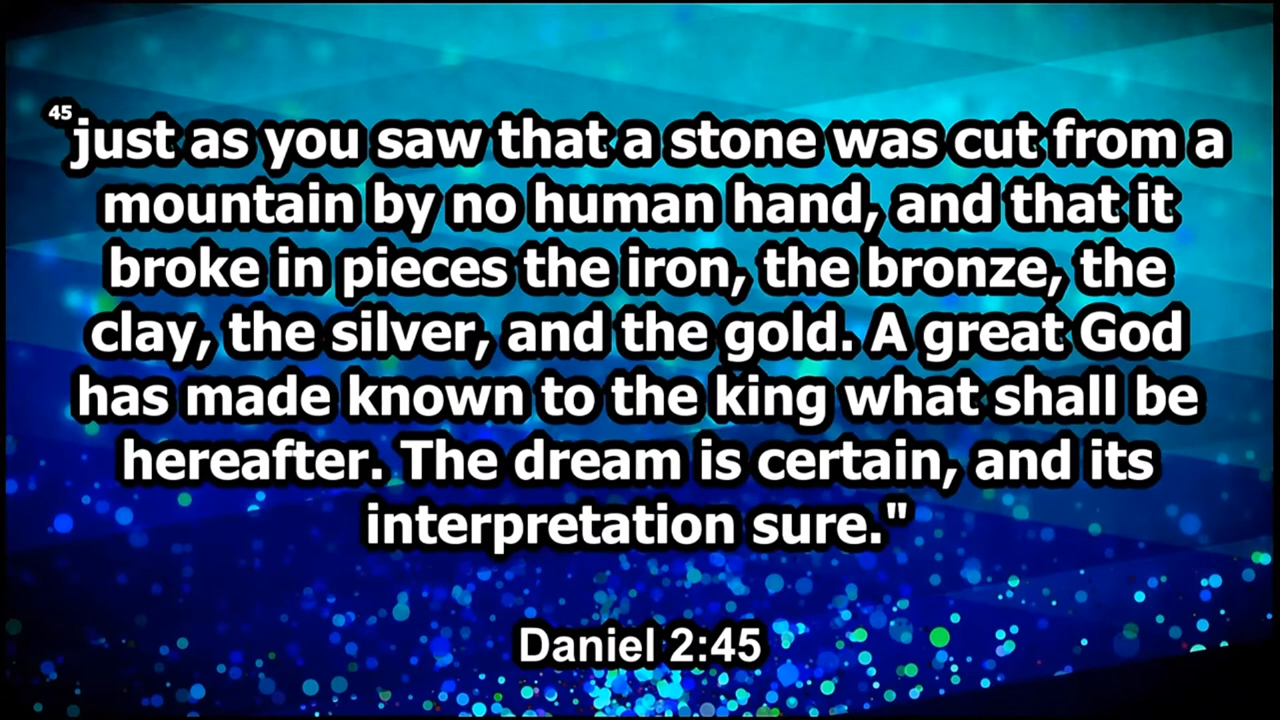 45 just as you saw that a stone was cut from a
mountain by no human hand, and that it
broke in pieces the iron, the bronze, the
clay, the silver, and the gold. A great God
has made known to the king what shall be
hereafter. The dream is certain, and its
interpretation sure."
Daniel 2:45